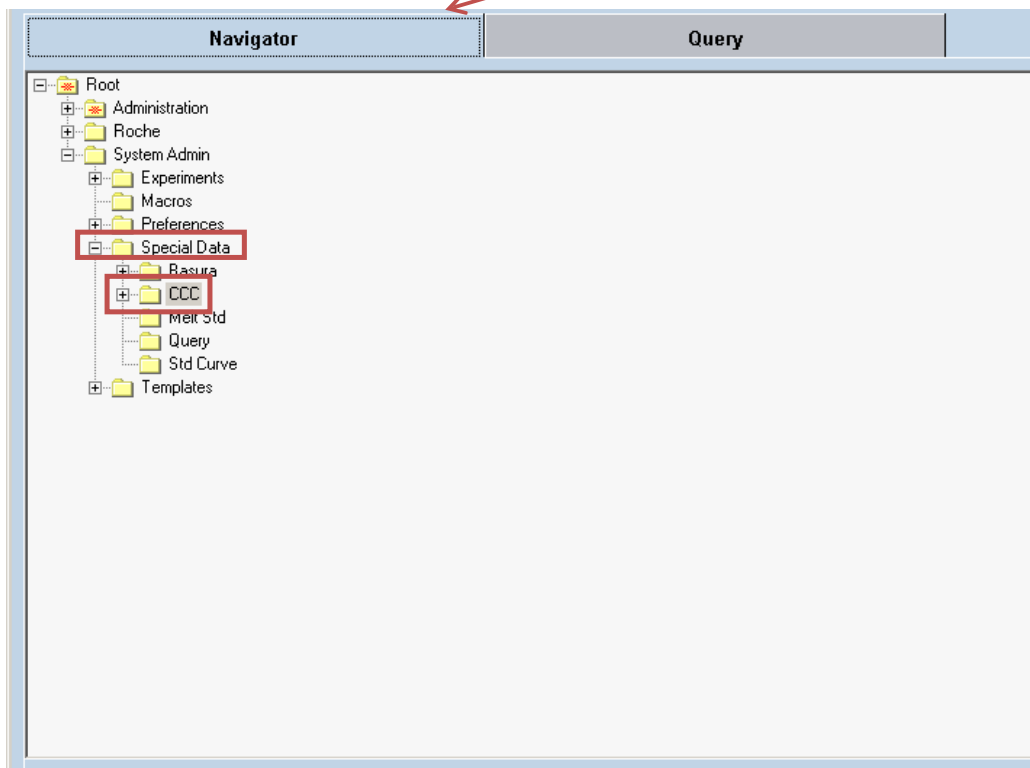 Navigator
Query
Root
Administration
Roche
System Admin
Experiments
Macros
Preferences
Special Data
Basura
CCC
Melt Std
Query
Std Curve
Templates